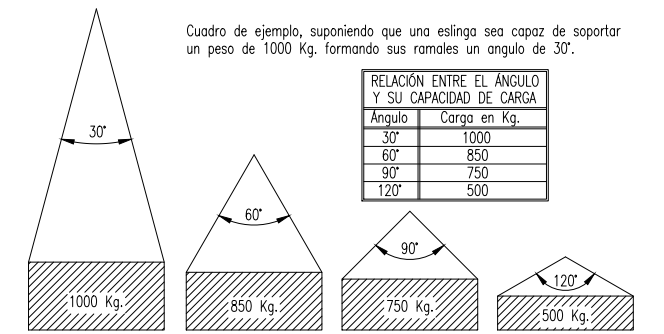 Cuadro de ejemplo, suponiendo que una eslinga sea capaz de soportar
un peso de 1000 Kg. formando sus ramales un angulo de 30°.
RELACIÓN ENTRE EL ÁNGULO
Y SU CAPACIDAD DE CARGA
Ángulo Carga en Kg.
30° 1000
60° 850
90° 750
120° 500
30°
60°
90°
120°
1000 Kg.
850 Kg.
750 Kg.
500 Kg.